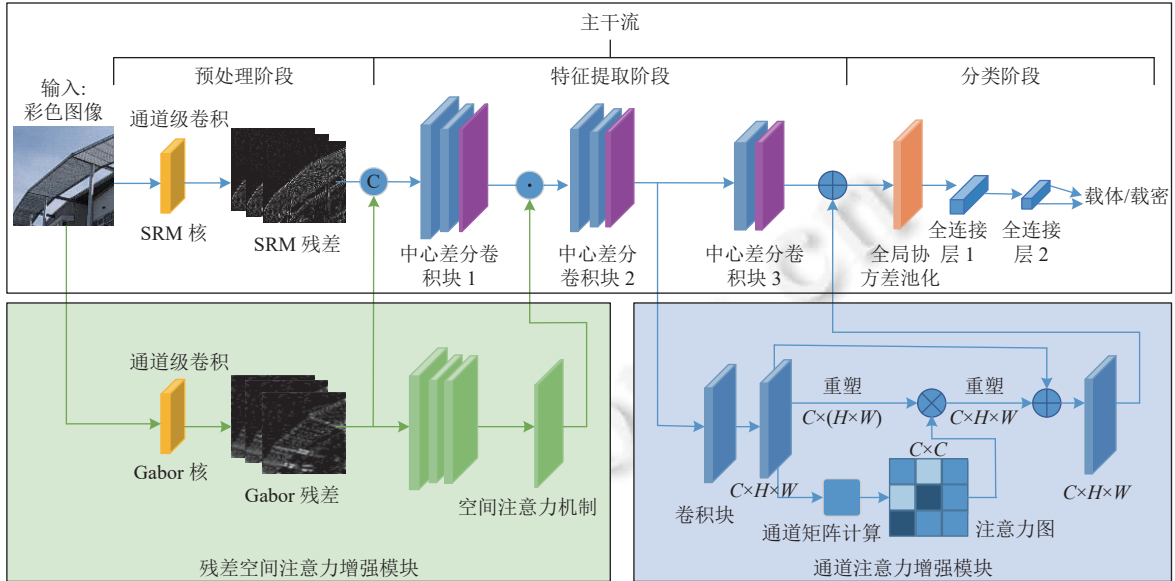 主干流
预处理阶段
特征提取阶段
分类阶段
输入:
彩色图像
通道级卷积
SRM 核
SRM 残差
C
中心差分卷
积块 1
中心差分
卷积块 2
中心差分卷
积块 3
全局协
方差池化
全连接
层 1
全连接
层 2
载体/载密
通道级卷积
Gabor 核
Gabor 残差
空间注意力机制
残差空间注意力增强模块
卷积块
C×H×W
重塑
C×(H×W)
重塑
C×H×W
C×C
通道矩阵计算
注意力图
C×H×W
通道注意力增强模块